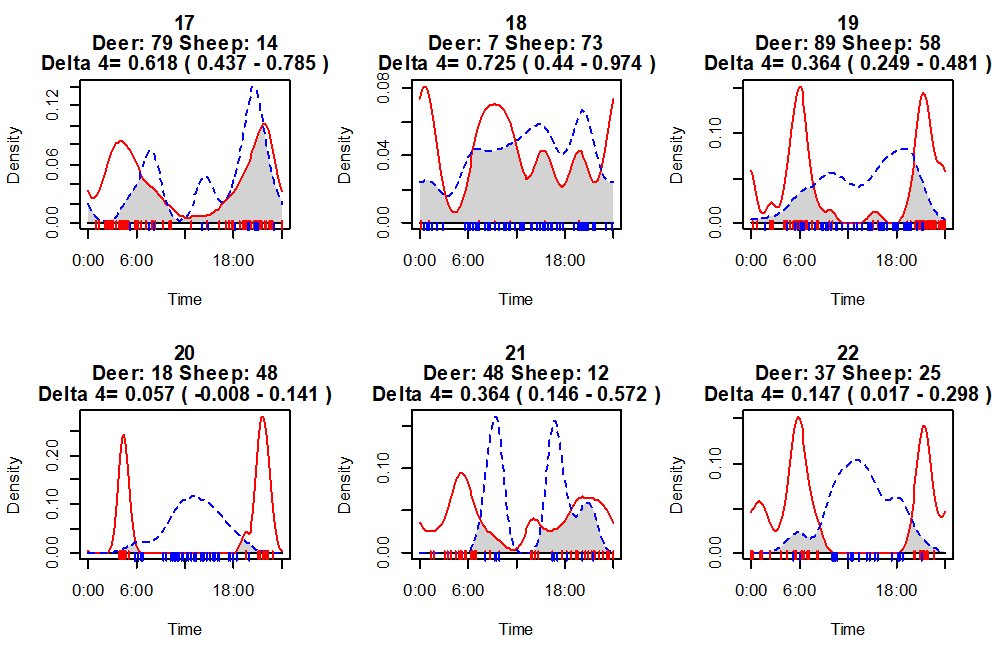 17
Deer: 79 Sheep: 14
Delta 4= 0.618 ( 0.437 - 0.785 )
Density
0.00
0.06
0.12
0:00
6:00
18:00
Time
18
Deer: 7 Sheep: 73
Delta 4= 0.725 ( 0.44 - 0.974 )
Density
0.00
0.04
0.08
0:00
6:00
18:00
Time
19
Deer: 89 Sheep: 58
Delta 4= 0.364 ( 0.249 - 0.481 )
Density
0.00
0.10
0:00
6:00
18:00
Time
20
Deer: 18 Sheep: 48
Delta 4= 0.057 ( -0.008 - 0.141 )
Density
0.00
0.10
0.20
0:00
6:00
18:00
Time
21
Deer: 48 Sheep: 12
Delta 4= 0.364 ( 0.146 - 0.572 )
Density
0.00
0.10
0:00
6:00
18:00
Time
22
Deer: 37 Sheep: 25
Delta 4= 0.147 ( 0.017 - 0.298 )
Density
0.00
0.10
0:00
6:00
18:00
Time